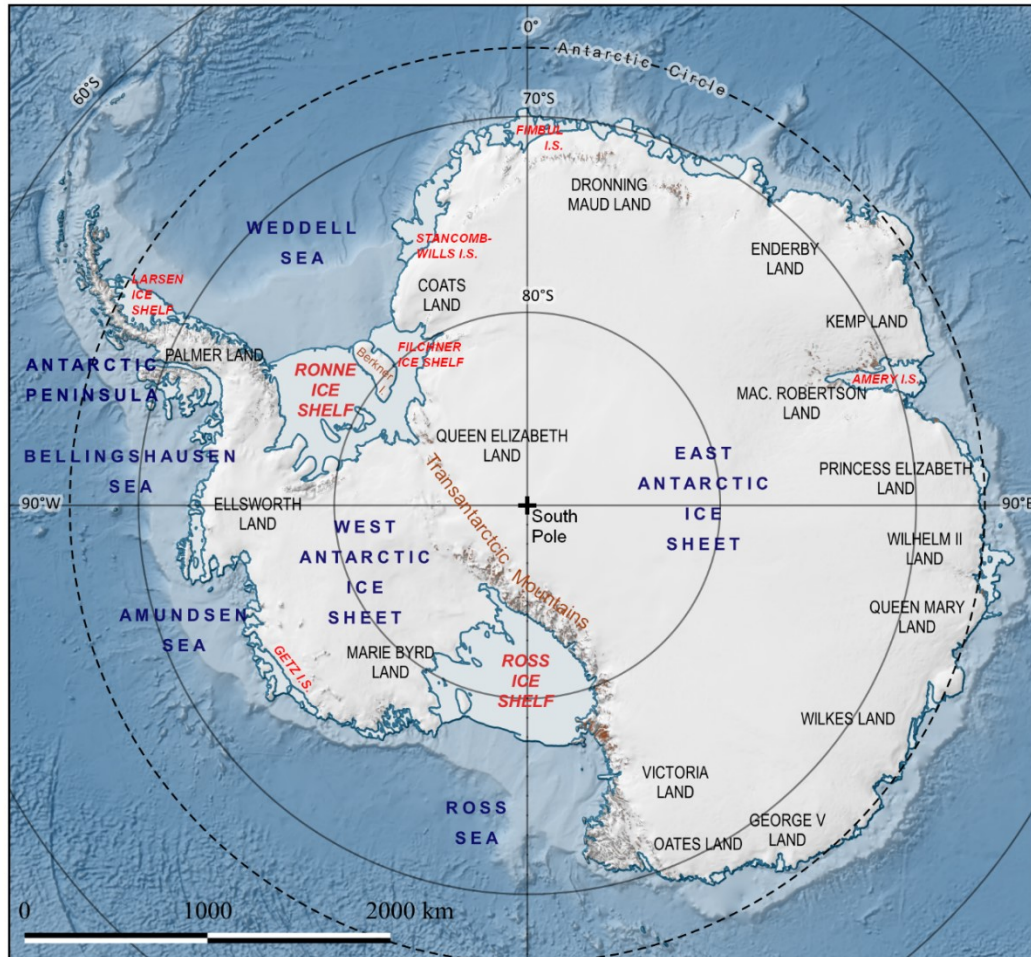 0°
Antarctic Circle
60°S
70°S
FIMBUL
I.S.
DRONNING
MAUD LAND
WEDDELL
SEA
STANCOMB-
WILLS I.S.
ENDERBY
LAND
LARSEN
ICE
SHELF
COATS
LAND
80°S
KEMP LAND
PALMER LAND
Berkner
FILCHNER
ICE SHELF
ANTARCTIC
PENINSULA
RONNE
ICE
SHELF
AMERY I.S.
MAC. ROBERTSON
LAND
QUEEN ELIZABETH
LAND
BELLINGSHAUSEN
SEA
EAST
ANTARCTIC
ICE
SHEET
PRINCESS ELIZABETH
LAND
90°W
ELLSWORTH
LAND
Transantarctcic Mountains
South
Pole
90°E
WEST
ANTARCTIC
ICE
SHEET
WILHELM II
LAND
AMUNDSEN
SEA
QUEEN MARY
LAND
GETZ I.S.
MARIE BYRD
LAND
ROSS
ICE
SHELF
WILKES LAND
VICTORIA
LAND
ROSS
SEA
GEORGE V
LAND
OATES LAND
0 1000 2000 km